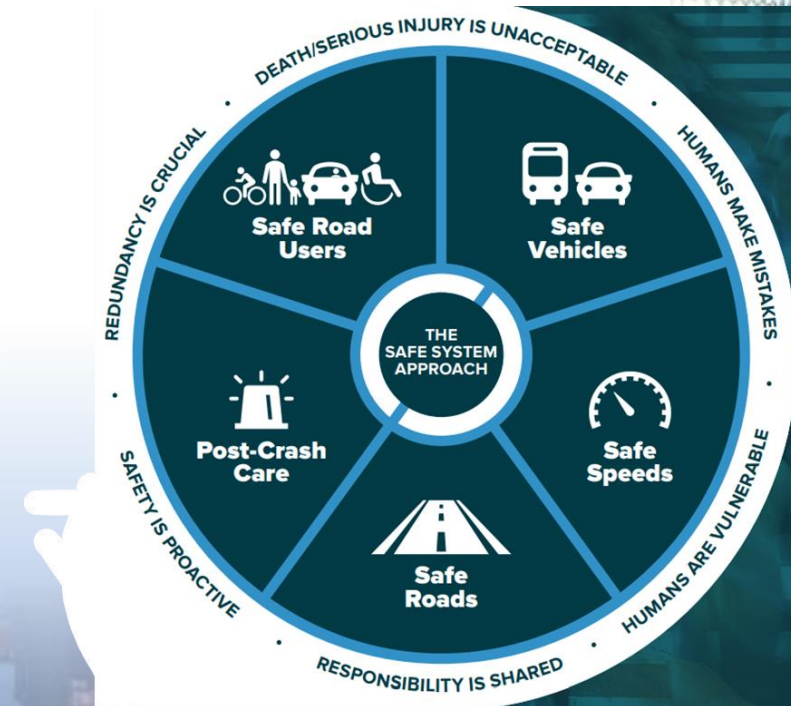 DEATH/SERIOUS INJURY IS UNACCEPTABLE
HUMANS MAKE MISTAKES
HUMANS ARE VULNERABLE
RESPONSIBILITY IS SHARED
SAFETY IS PROACTIVE
REDUNDANCY IS CRUCIAL
Safe Road
Users
Safe
Vehicles
THE
SAFE SYSTEM
APPROACH
Post-Crash
Care
Safe
Speeds
Safe
Roads